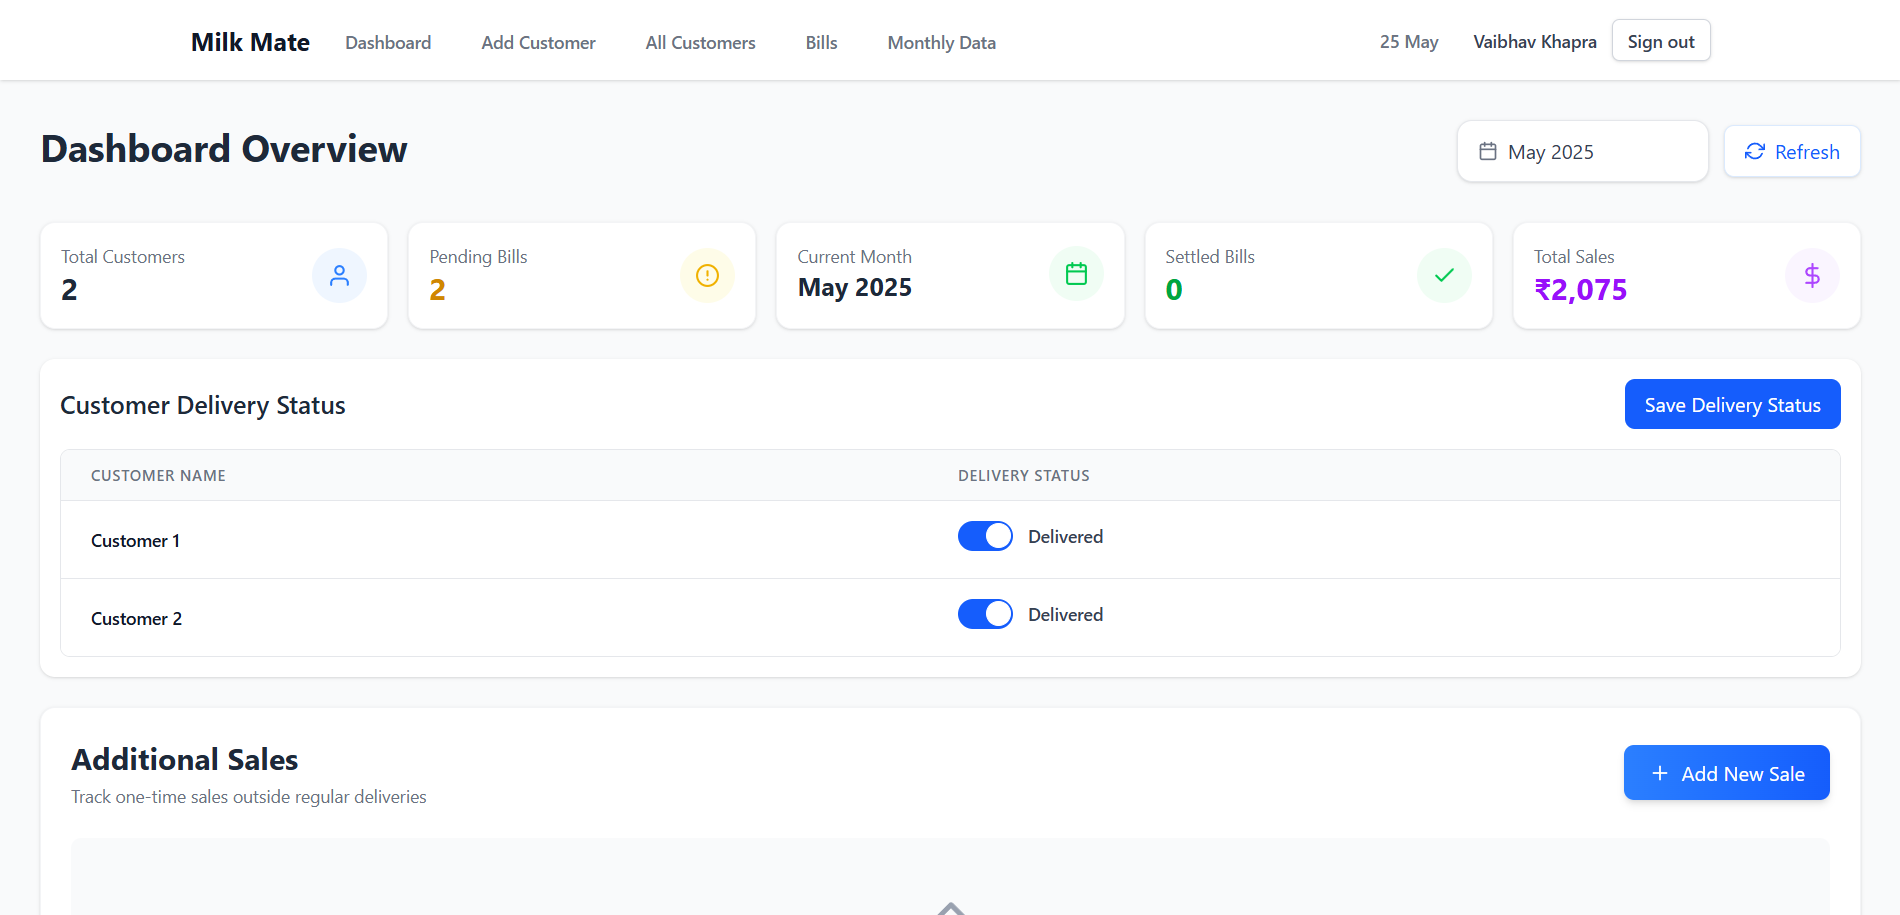 Milk Mate
Dashboard
Add Customer
All Customers
Bills
Monthly Data
25 May
Vaibhav Khapra
Sign out
Dashboard Overview
May 2025
Refresh
Total Customers
2
Pending Bills
2
Current Month
May 2025
Settled Bills
0
Total Sales
₹2,075
Customer Delivery Status
Save Delivery Status
CUSTOMER NAME
DELIVERY STATUS
Customer 1
Delivered
Customer 2
Delivered
Additional Sales
Track one-time sales outside regular deliveries
+ Add New Sale